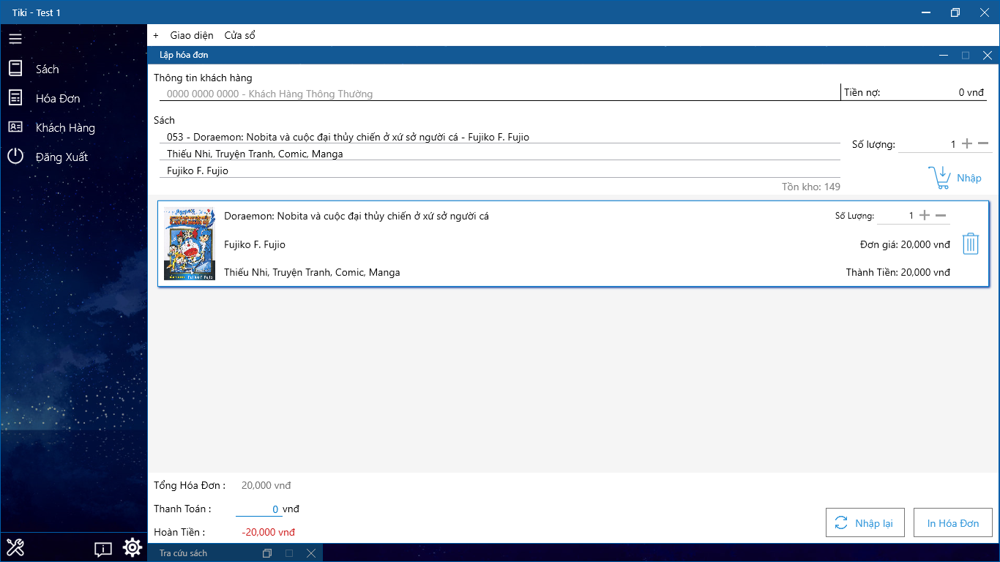 Tiki - Test 1
+ Giao diện Cửa sổ
Lập hóa đơn
Sách
Hóa Đơn
Khách Hàng
Đăng Xuất
Thông tin khách hàng
0000 0000 0000 - Khách Hàng Thông Thường
Tiền nợ: 0 vnđ
Sách
053 - Doraemon: Nobita và cuộc đại thủy chiến ở xứ sở người cá - Fujiko F. Fujio
Thiếu Nhi, Truyện Tranh, Comic, Manga
Fujiko F. Fujio
Số lượng: 1
Nhập
Tồn kho: 149
Doraemon: Nobita và cuộc đại thủy chiến ở xứ sở người cá
Fujiko F. Fujio
Thiếu Nhi, Truyện Tranh, Comic, Manga
Số Lượng: 1
Đơn giá: 20,000 vnđ
Thành Tiền: 20,000 vnđ
Tổng Hóa Đơn : 20,000 vnđ
Thanh Toán : 0 vnđ
Hoàn Tiền : -20,000 vnđ
Nhập lại
In Hóa Đơn
Tra cứu sách